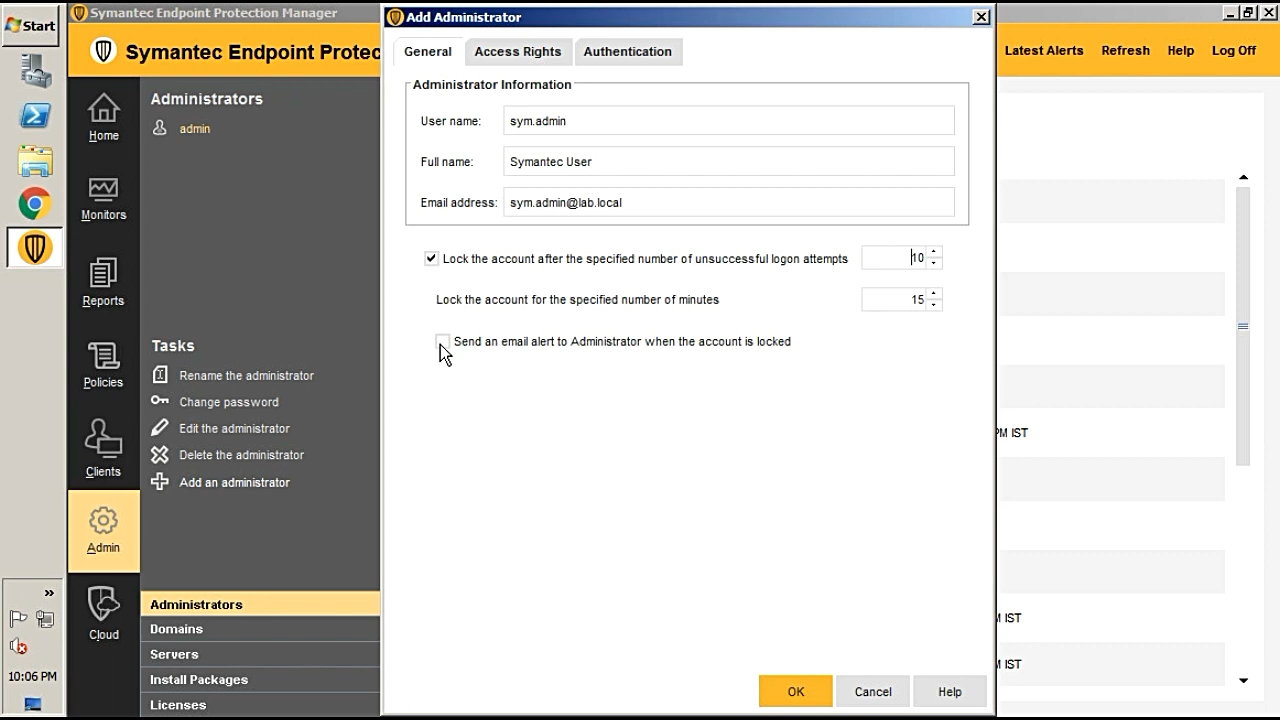 Start
Symantec Endpoint Protection Manager
Symantec Endpoint Protec
Latest Alerts
Refresh
Help
Log Off
Home
Monitors
Reports
Policies
Clients
Admin
Cloud
Administrators
admin
Tasks
Rename the administrator
Change password
Edit the administrator
Delete the administrator
Add an administrator
Administrators
Domains
Servers
Install Packages
Licenses
Add Administrator
General
Access Rights
Authentication
Administrator Information
User name: sym.admin
Full name: Symantec User
Email address: sym.admin@lab.local
Lock the account after the specified number of unsuccessful logon attempts 10
Lock the account for the specified number of minutes 15
Send an email alert to Administrator when the account is locked
OK
Cancel
Help
PM IST
M IST
M IST
10:06 PM